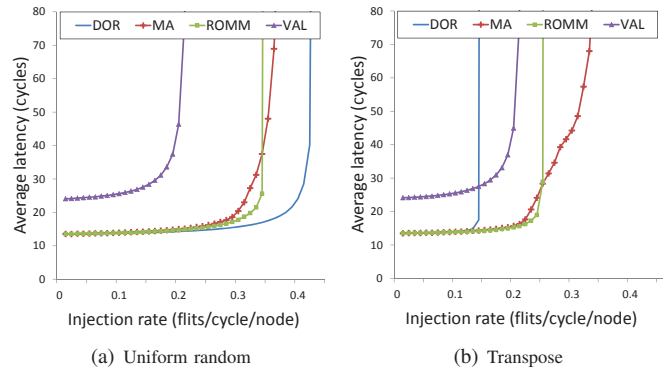 DOR MA ROMM VAL
Average latency (cycles)
80
70
60
50
40
30
20
10
0
0 0.1 0.2 0.3 0.4
Injection rate (flits/cycle/node)
(a) Uniform random
DOR MA ROMM VAL
Average latency (cycles)
80
70
60
50
40
30
20
10
0
0 0.1 0.2 0.3 0.4
Injection rate (flits/cycle/node)
(b) Transpose